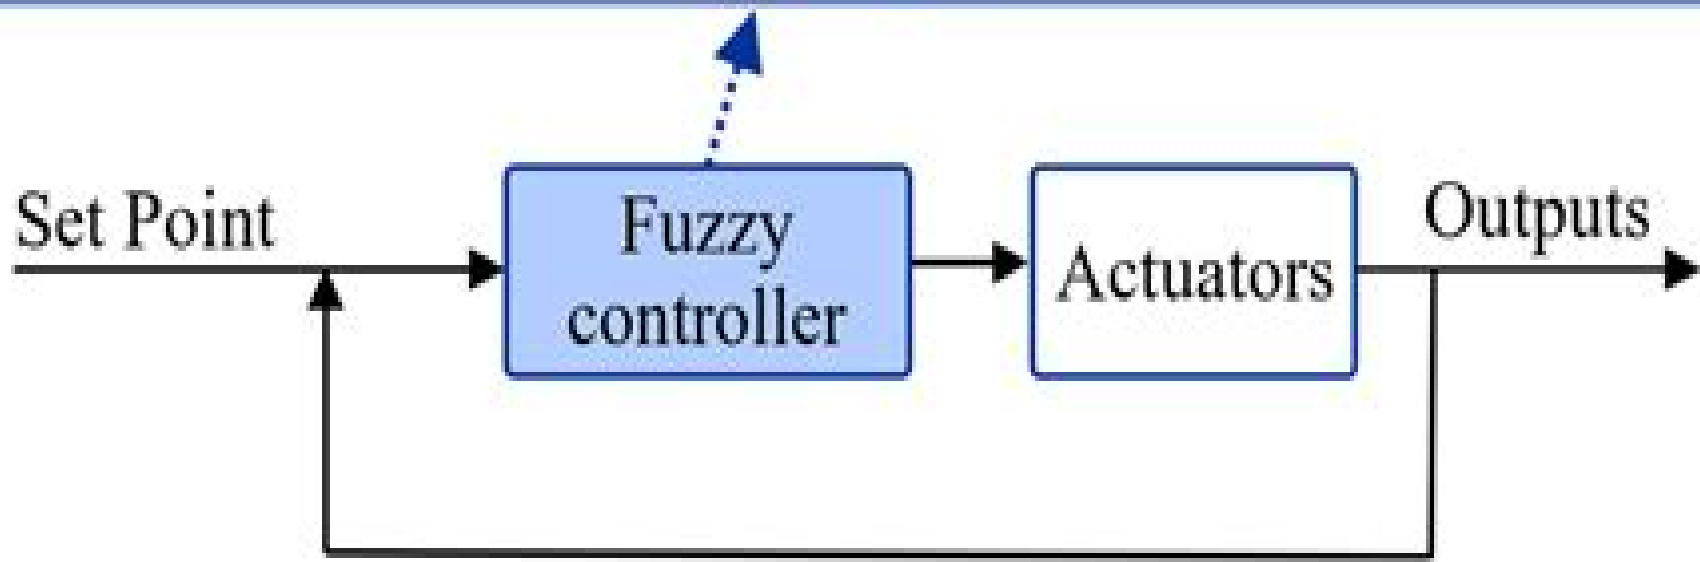 Set Point
Fuzzy
controller
Actuators
Outputs